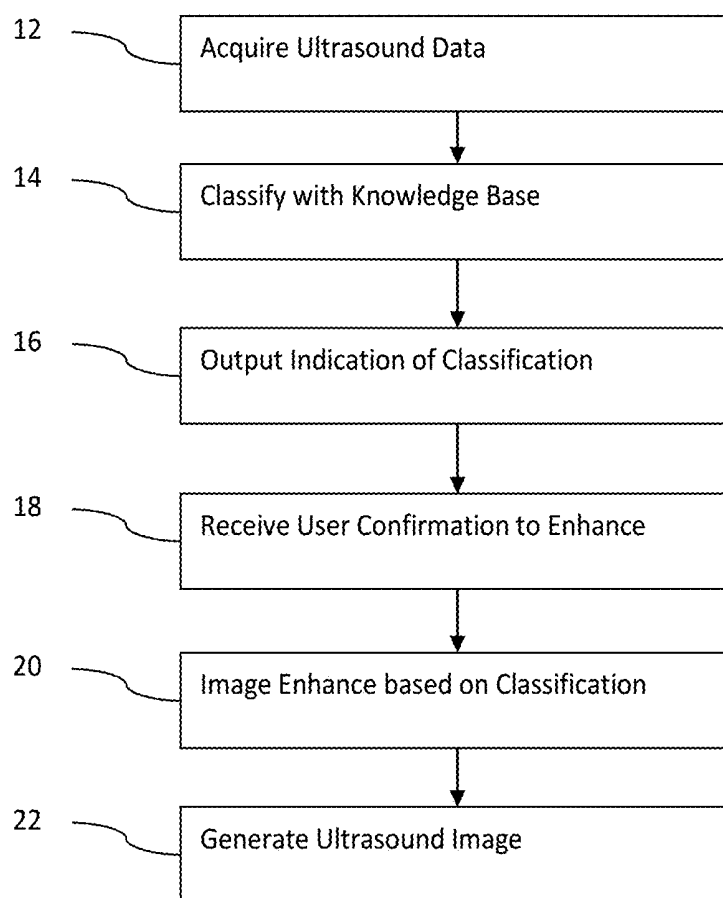 12
Acquire Ultrasound Data
14
Classify with Knowledge Base
16
Output Indication of Classification
18
Receive User Confirmation to Enhance
20
Image Enhance based on Classification
22
Generate Ultrasound Image